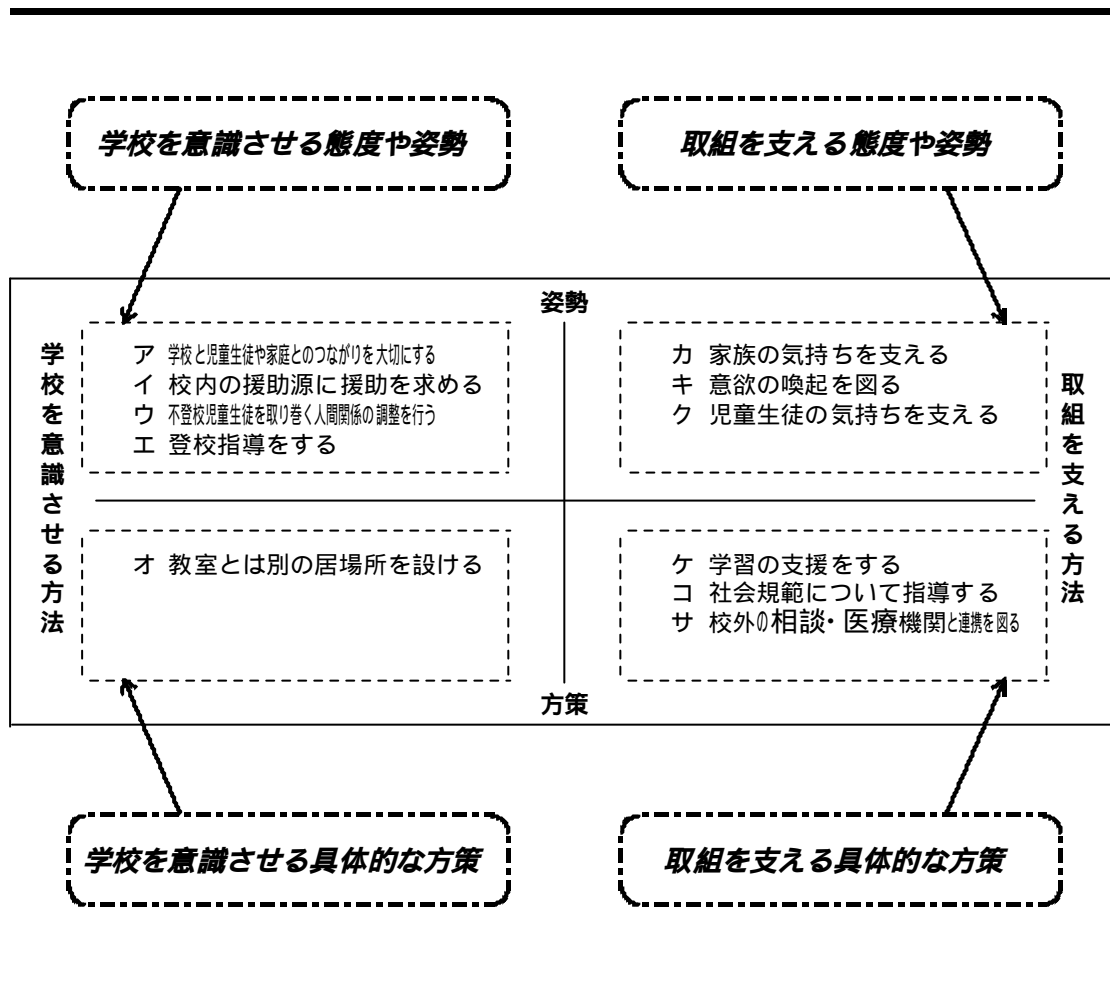 学校を意識させる態度や姿勢
取組を支える態度や姿勢
姿勢
学校を意識させる方法
ア 学校と児童生徒や家庭とのつながりを大切にする
イ 校内の援助源に援助を求める
ウ 不登校児童生徒を取り巻く人間関係の調整を行う
エ 登校指導をする
カ 家族の気持ちを支える
キ 意欲の喚起を図る
ク 児童生徒の気持ちを支える
取組を支える方法
オ 教室とは別の居場所を設ける
ケ 学習の支援をする
コ 社会規範について指導する
サ 校外の相談・医療機関と連携を図る
方策
学校を意識させる具体的な方策
取組を支える具体的な方策